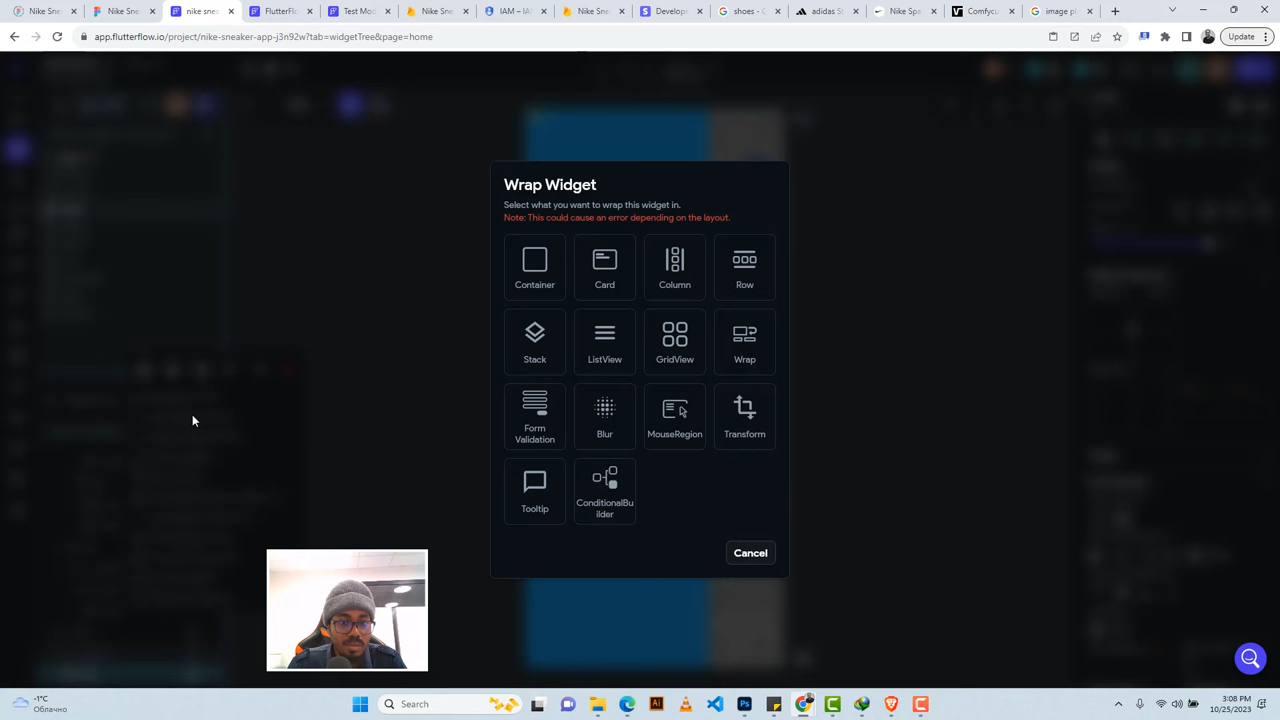 Nike Sne
Nike Sne
nike snea
FlutterFlo
Test Mod
Nike Sne
IAM – IA
Nike Sne
Develop
shoes -
adidas Sh
Nike Sp
Comfycu
image pl
app.flutterflow.io/project/nike-sneaker-app-j3n92w?tab=widgetTree&page=home
Update
Wrap Widget
Select what you want to wrap this widget in.
Note: This could cause an error depending on the layout.
Container
Card
Column
Row
Stack
ListView
GridView
Wrap
Form
Validation
Blur
MouseRegion
Transform
Tooltip
ConditionalBu
ilder
Cancel
-1°C
Облачно
Search
3:08 PM
10/25/2023